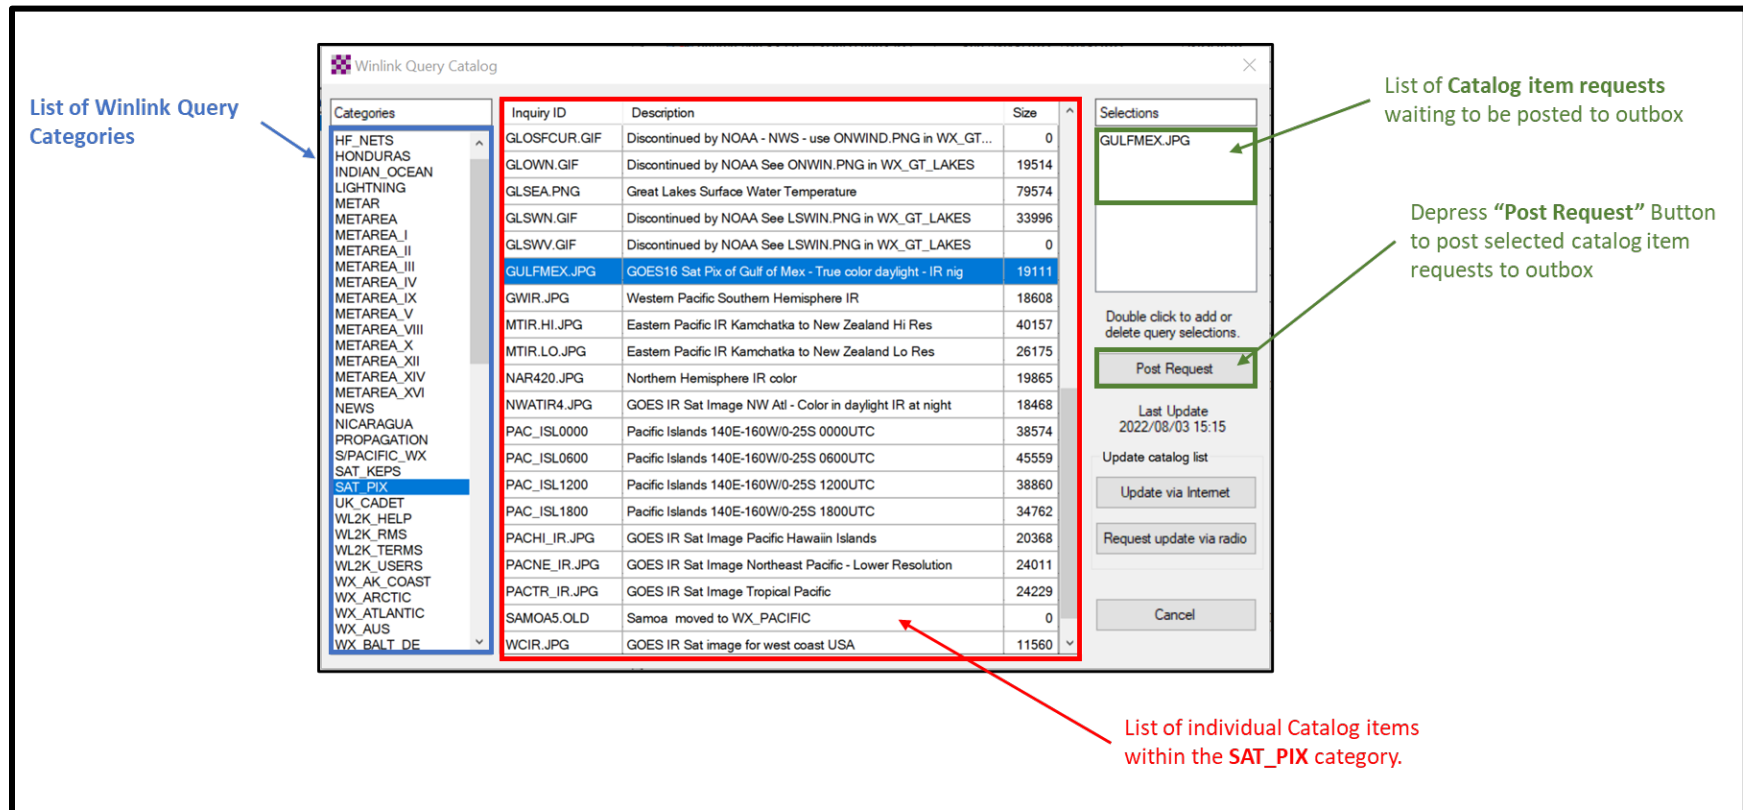 Winlink Query Catalog
List of Winlink Query
Categories
Categories
HF_NETS
HONDURAS
INDIAN_OCEAN
LIGHTNING
METAR
METAREA
METAREA_I
METAREA_II
METAREA_III
METAREA_IV
METAREA_IX
METAREA_V
METAREA_VIII
METAREA_X
METAREA_XII
METAREA_XIV
METAREA_XVI
NEWS
NICARAGUA
PROPAGATION
S/PACIFIC_WX
SAT_KEPS
SAT_PIX
UK_CADET
WL2K_HELP
WL2K_RMS
WL2K_TERMS
WL2K_USERS
WX_AK_COAST
WX_ARCTIC
WX_ATLANTIC
WX_AUS
WX_BALT_DE
Inquiry ID Description Size
GLOSFCUR.GIF Discontinued by NOAA - NWS - use ONWIND.PNG in WX_GT... 0
GLOWN.GIF Discontinued by NOAA See ONWIN.PNG in WX_GT_LAKES 19514
GLSEA.PNG Great Lakes Surface Water Temperature 79574
GLSWN.GIF Discontinued by NOAA See LSWIN.PNG in WX_GT_LAKES 33996
GLSWV.GIF Discontinued by NOAA See LSWIN.PNG in WX_GT_LAKES 0
GULFMEX.JPG GOES16 Sat Pix of Gulf of Mex - True color daylight - IR nig 19111
GWIR.JPG Western Pacific Southern Hemisphere IR 18608
MTIR.HI.JPG Eastern Pacific IR Kamchatka to New Zealand Hi Res 40157
MTIR.LO.JPG Eastern Pacific IR Kamchatka to New Zealand Lo Res 26175
NAR420.JPG Northern Hemisphere IR color 19865
NWATIR4.JPG GOES IR Sat Image NW Atl - Color in daylight IR at night 18468
PAC_ISL0000 Pacific Islands 140E-160W/0-25S 0000UTC 38574
PAC_ISL0600 Pacific Islands 140E-160W/0-25S 0600UTC 45559
PAC_ISL1200 Pacific Islands 140E-160W/0-25S 1200UTC 38860
PAC_ISL1800 Pacific Islands 140E-160W/0-25S 1800UTC 34762
PACHI_IR.JPG GOES IR Sat Image Pacific Hawaiin Islands 20368
PACNE_IR.JPG GOES IR Sat Image Northeast Pacific - Lower Resolution 24011
PACTR_IR.JPG GOES IR Sat Image Tropical Pacific 24229
SAMOA5.OLD Samoa moved to WX_PACIFIC 0
WCIR.JPG GOES IR Sat image for west coast USA 11560
Selections
GULFMEX.JPG
Double click to add or
delete query selections.
Post Request
Last Update
2022/08/03 15:15
Update catalog list
Update via Internet
Request update via radio
Cancel
List of Catalog item requests
waiting to be posted to outbox
Depress “Post Request” Button
to post selected catalog item
requests to outbox
List of individual Catalog items
within the SAT_PIX category.